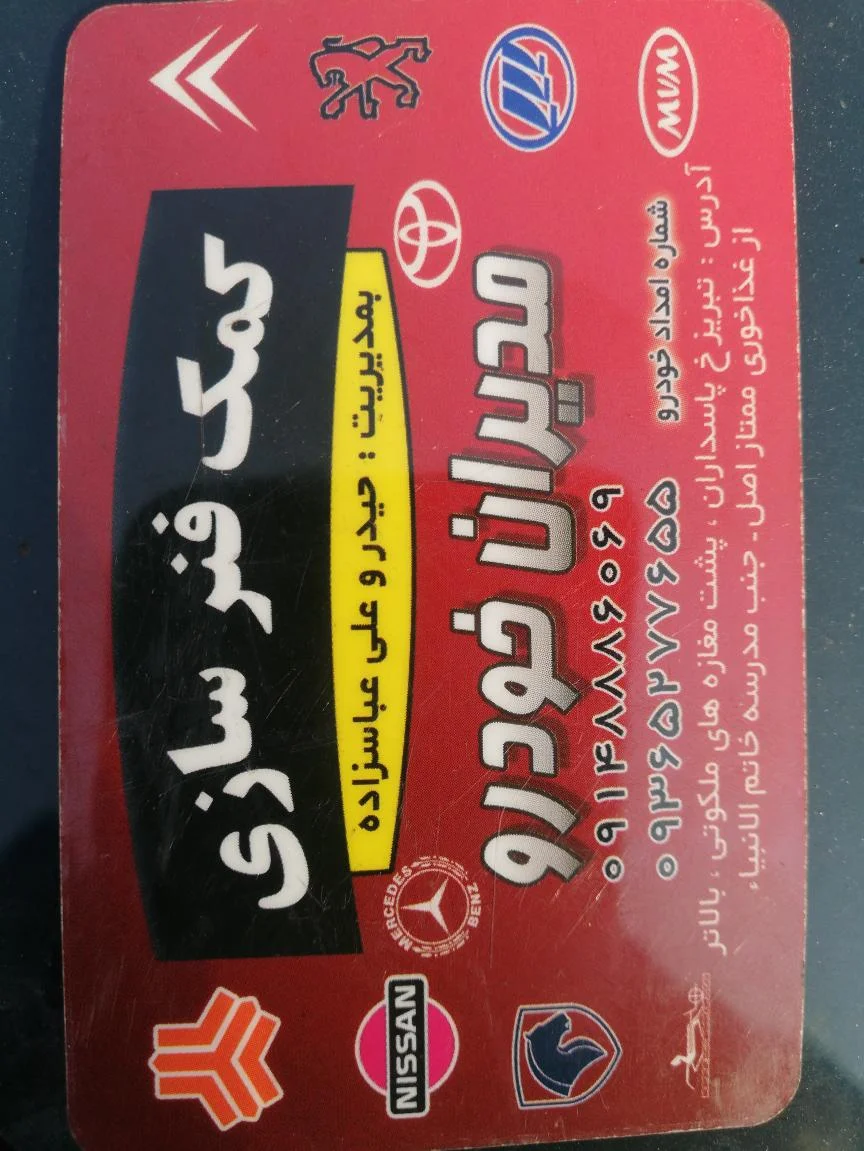 MVM
کمک فنر سازی
بمدیریت : حیدر و علی عباسزاده
مدیران خودرو
۰۹۱۴۸۸۸۶۰۶۹
شماره امداد خودرو ۰۹۳۶۵۲۷۷۶۵۵
آدرس : تبریز خ پاسداران ، پشت مغازه های ملکوتی ، بالاتر
از غذاخوری ممتاز اصل - جنب مدرسه خاتم الانبیاء
MERCEDES BENZ
NISSAN